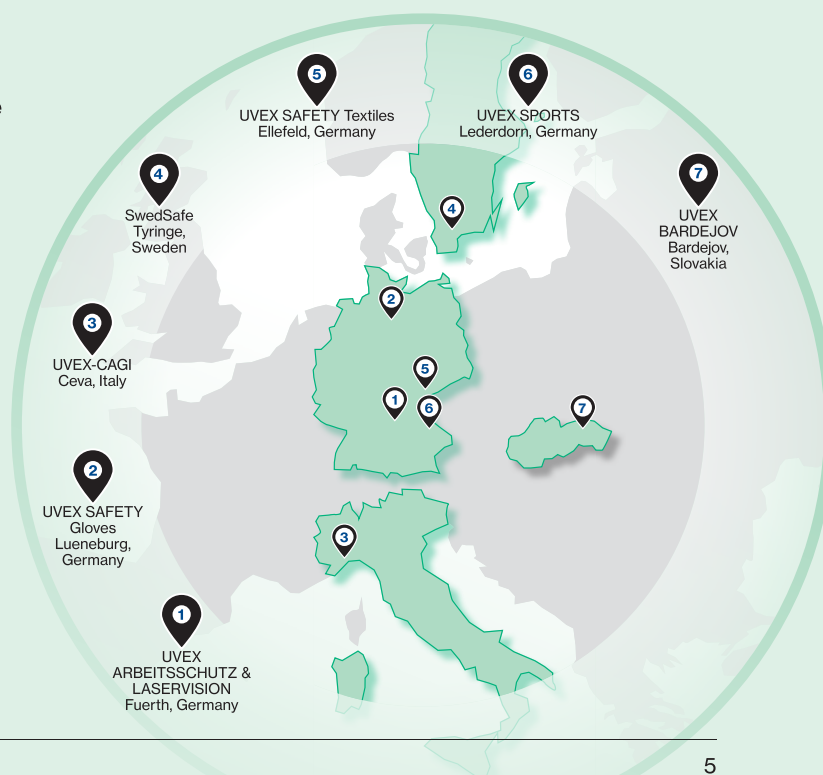 e
5
UVEX SAFETY Textiles
Ellefeld, Germany
6
UVEX SPORTS
Lederdorn, Germany
4
SwedSafe
Tyringe,
Sweden
7
UVEX
BARDEJOV
Bardejov,
Slovakia
3
UVEX-CAGI
Ceva, Italy
2
UVEX SAFETY
Gloves
Lueneburg,
Germany
1
UVEX
ARBEITSSCHUTZ &
LASERVISION
Fuerth, Germany
4
2
5
1
6
7
3
5